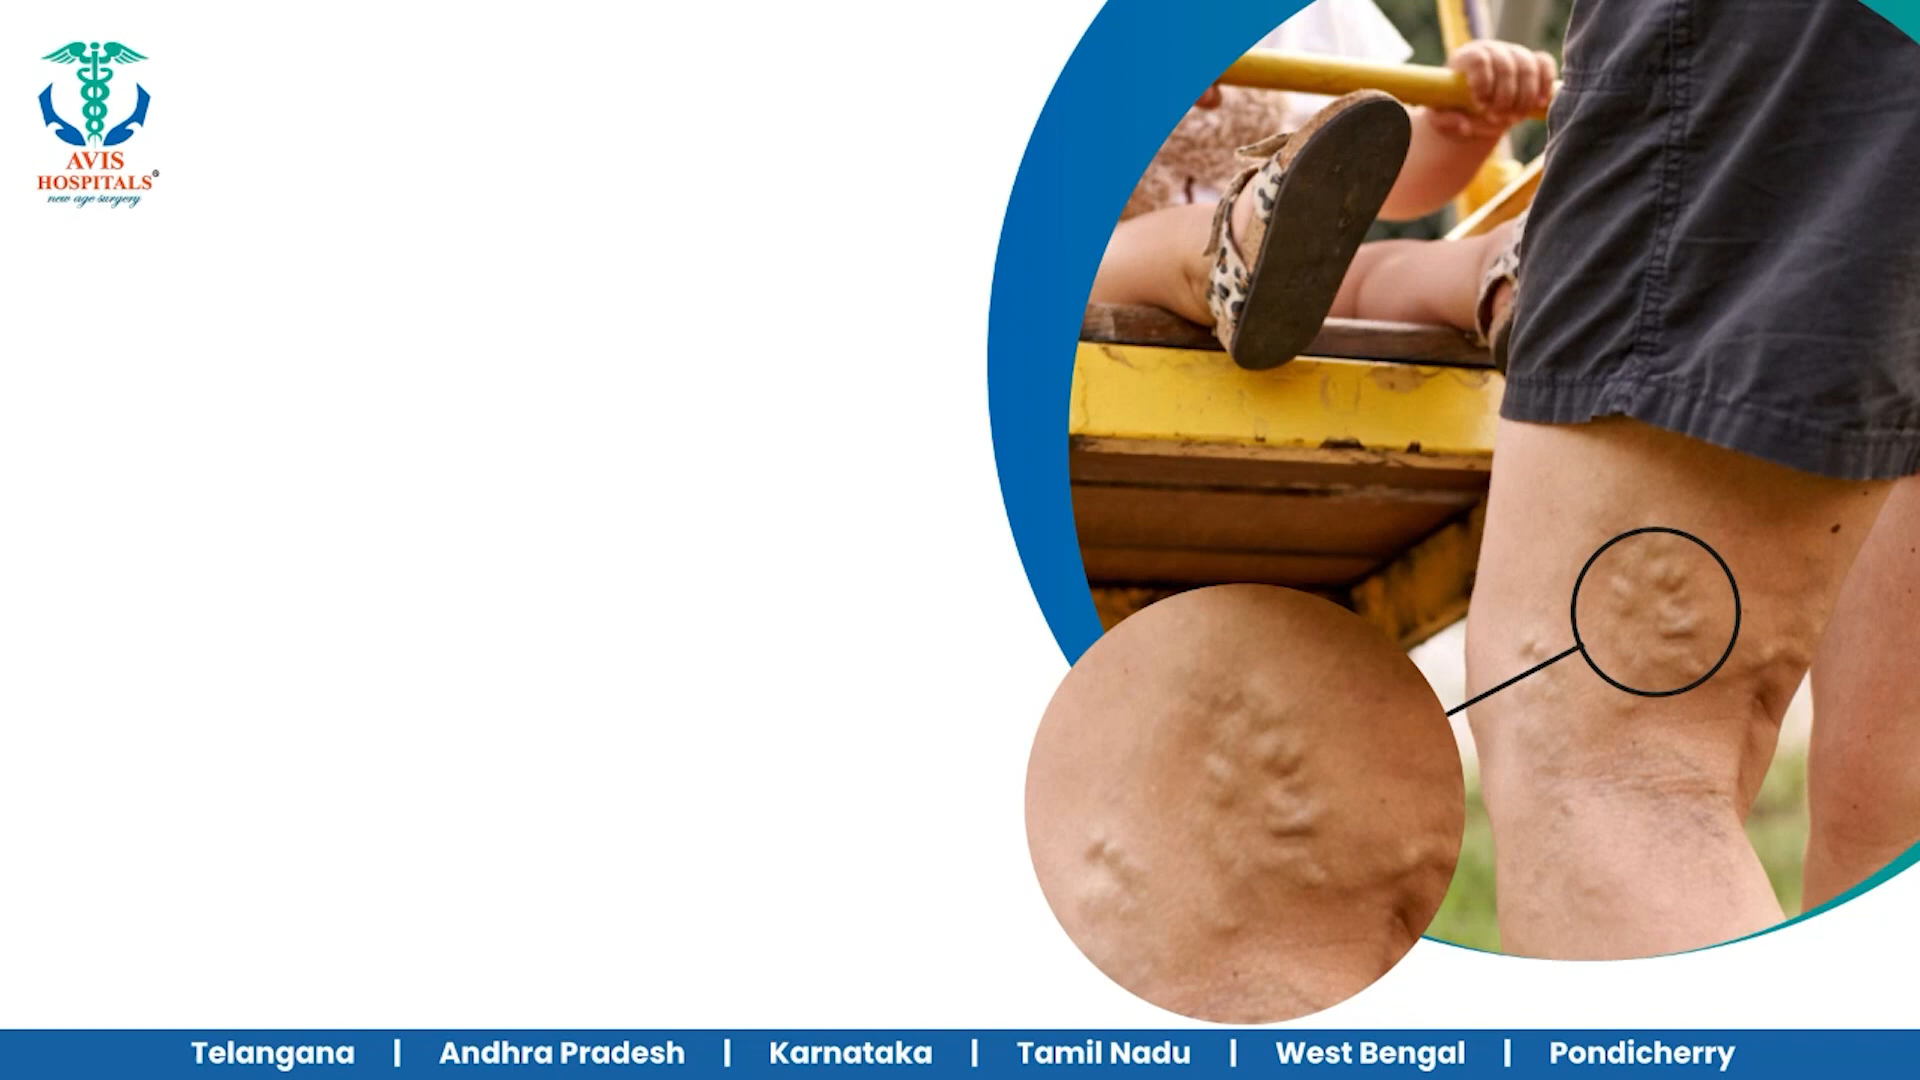 AVIS
HOSPITALS®
new age surgery
Telangana | Andhra Pradesh | Karnataka | Tamil Nadu | West Bengal | Pondicherry